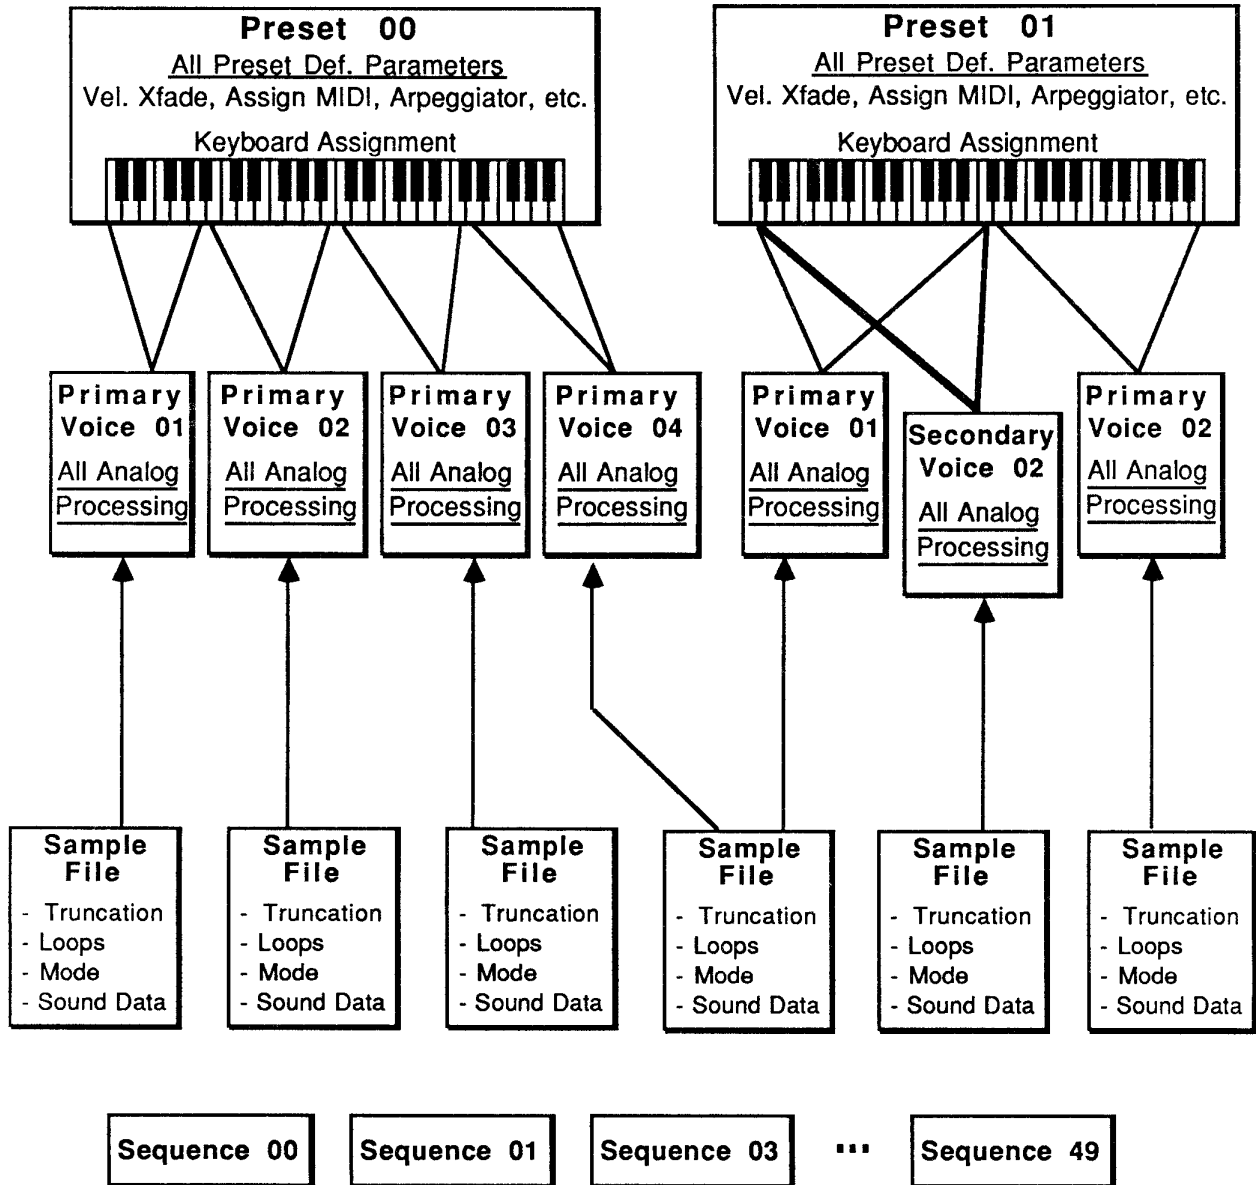 Preset 00
All Preset Def. Parameters
Vel. Xfade, Assign MIDI, Arpeggiator, etc.
Keyboard Assignment
Preset 01
All Preset Def. Parameters
Vel. Xfade, Assign MIDI, Arpeggiator, etc.
Keyboard Assignment
Primary
Voice 01
All Analog
Processing
Primary
Voice 02
All Analog
Processing
Primary
Voice 03
All Analog
Processing
Primary
Voice 04
All Analog
Processing
Primary
Voice 01
All Analog
Processing
Secondary
Voice 02
All Analog
Processing
Primary
Voice 02
All Analog
Processing
Sample
File
- Truncation
- Loops
- Mode
- Sound Data
Sample
File
- Truncation
- Loops
- Mode
- Sound Data
Sample
File
- Truncation
- Loops
- Mode
- Sound Data
Sample
File
- Truncation
- Loops
- Mode
- Sound Data
Sample
File
- Truncation
- Loops
- Mode
- Sound Data
Sample
File
- Truncation
- Loops
- Mode
- Sound Data
Sequence 00
Sequence 01
Sequence 03
...
Sequence 49